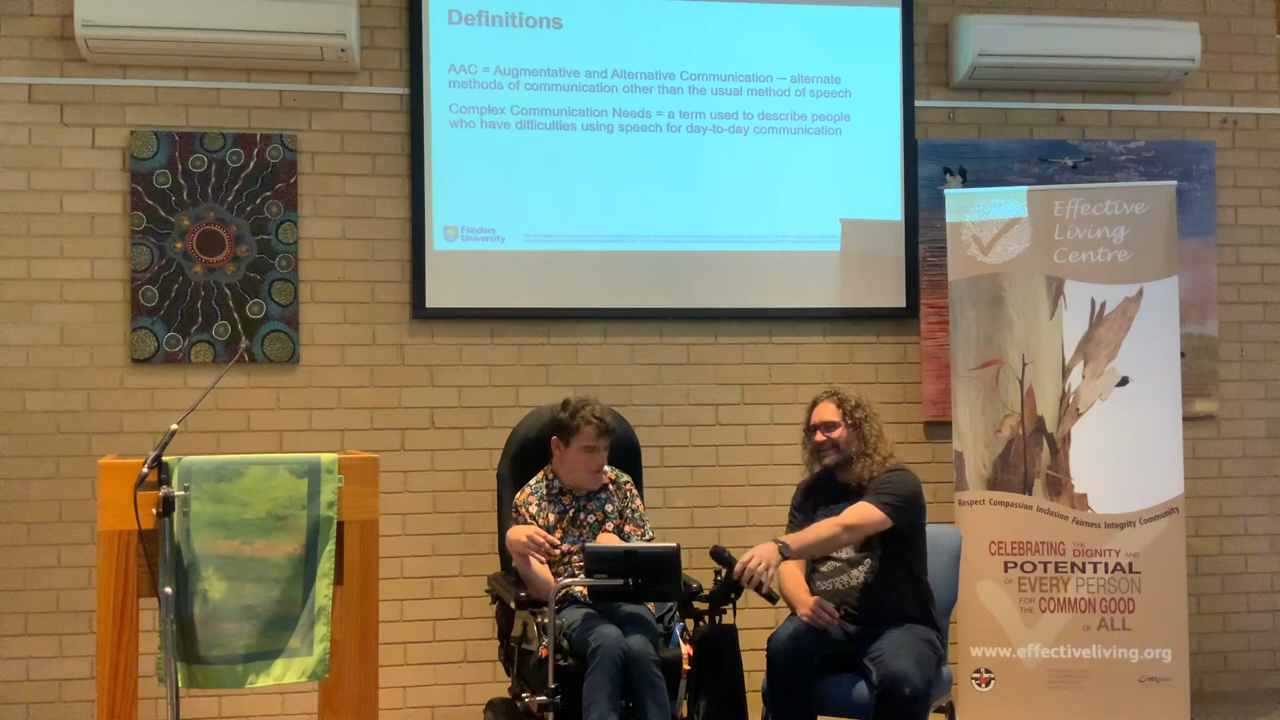 Definitions
AAC = Augmentative and Alternative Communication — alternate
methods of communication other than the usual method of speech
Complex Communication Needs = a term used to describe people
who have difficulties using speech for day-to-day communication
Flinders
University
Effective
Living
Centre
Respect Compassion Inclusion Fairness Integrity Community
CELEBRATING THE DIGNITY AND
POTENTIAL
OF EVERY PERSON
FOR THE COMMON GOOD
OF ALL
www.effectiveliving.org